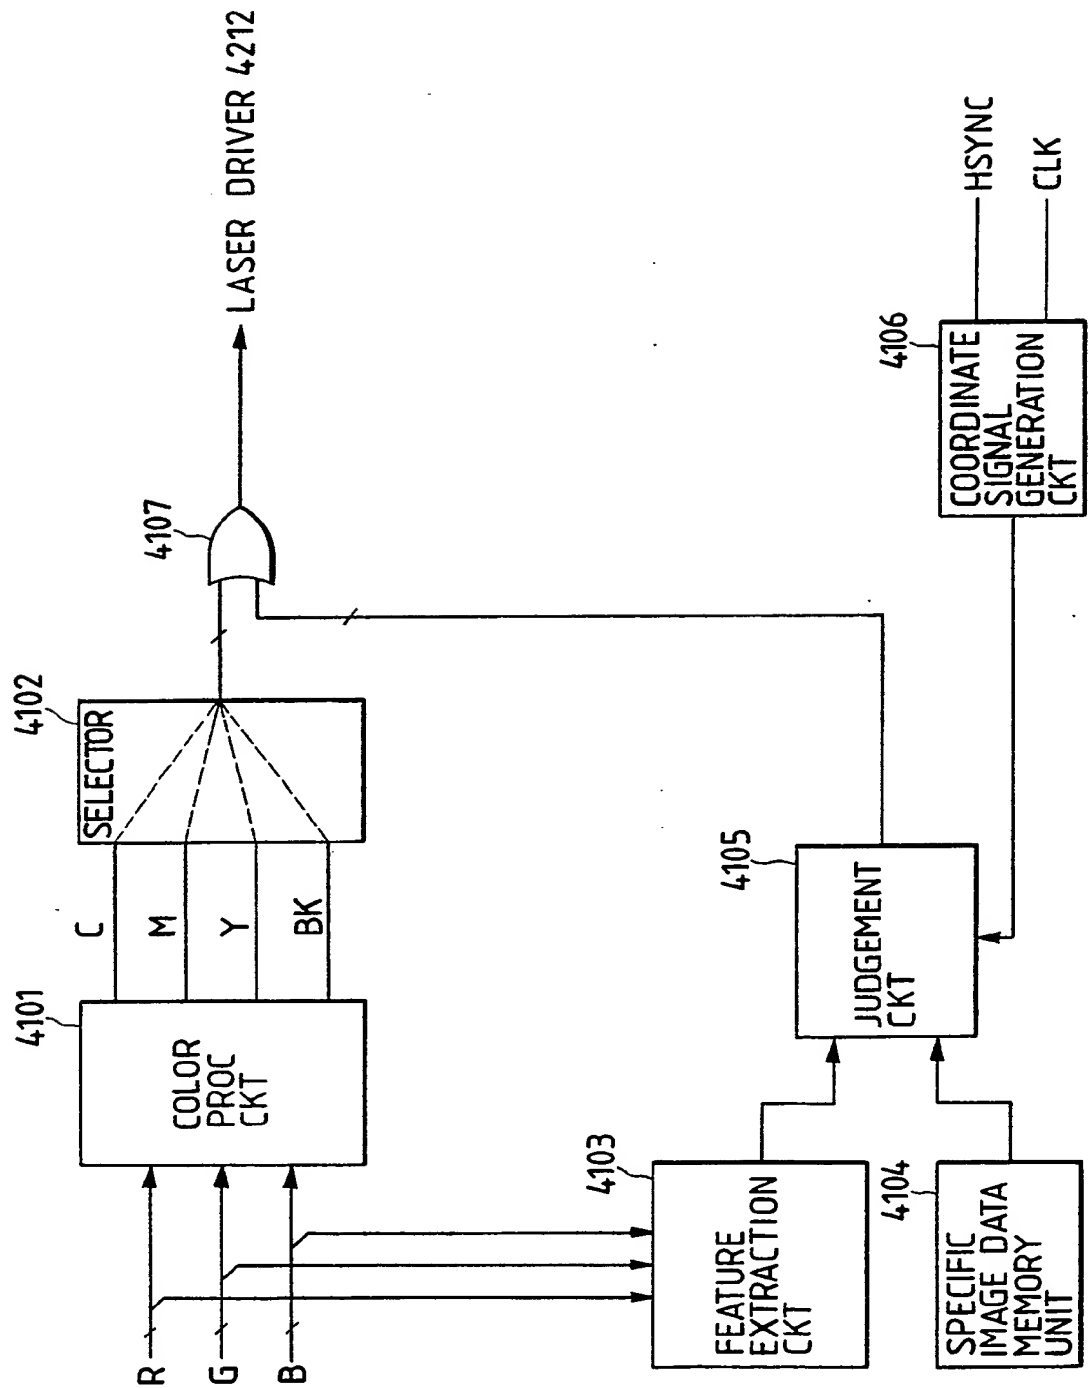 R
G
B
4101
COLOR
PROC
CKT
C
M
Y
BK
4102
SELECTOR
4107
LASER DRIVER 4212
4103
FEATURE
EXTRACTION
CKT
4104
SPECIFIC
IMAGE DATA
MEMORY
UNIT
4105
JUDGEMENT
CKT
4106
COORDINATE
SIGNAL
GENERATION
CKT
HSYNC
CLK